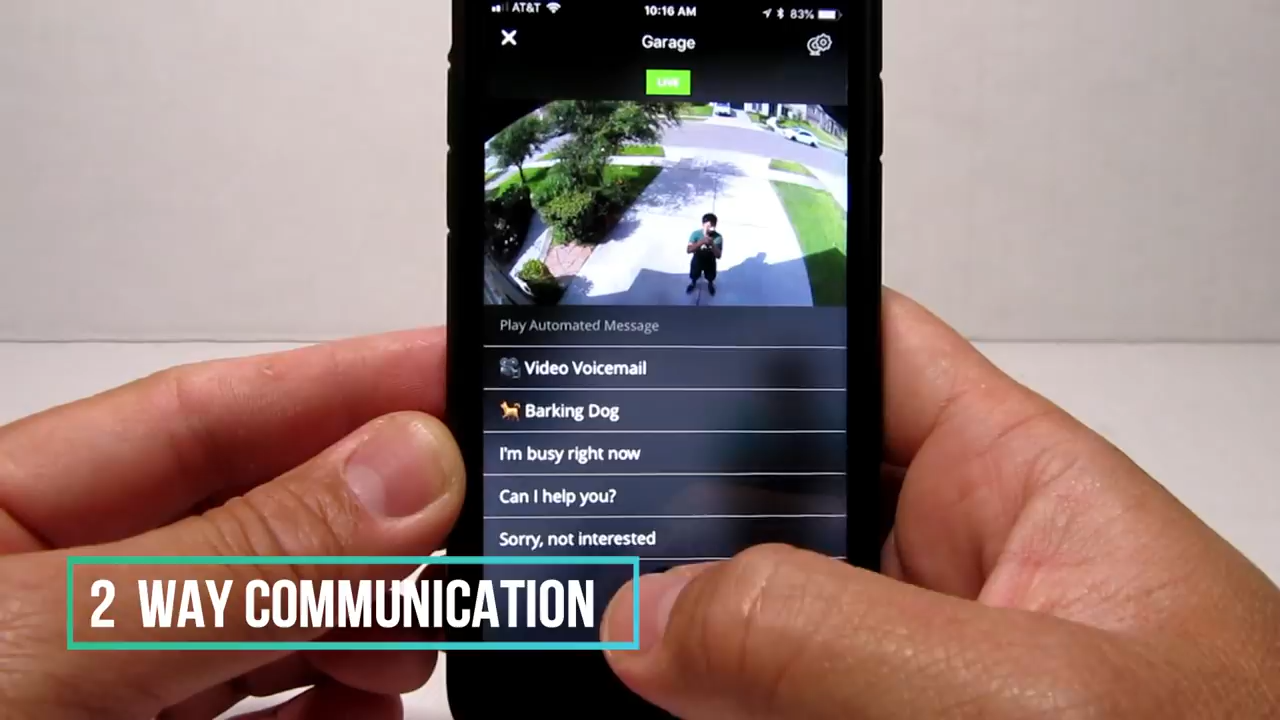 AT&T 10:16 AM 83%
Garage
LIVE
Play Automated Message
Video Voicemail
Barking Dog
I'm busy right now
Can I help you?
Sorry, not interested
2 WAY COMMUNICATION